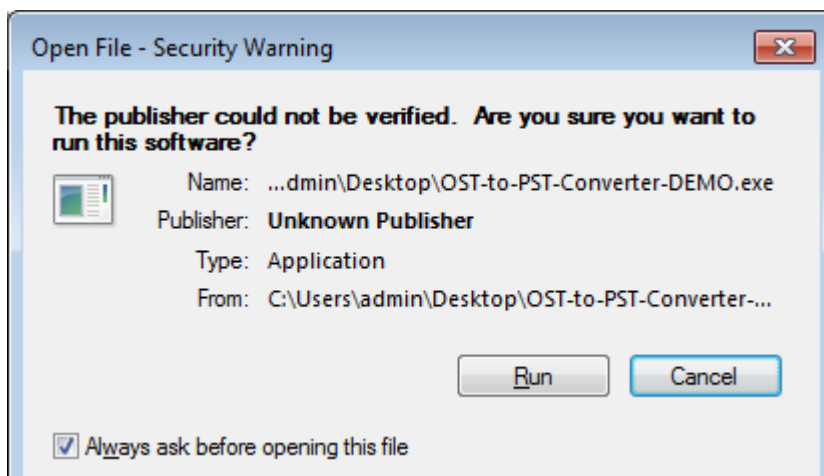 Open File - Security Warning
The publisher could not be verified. Are you sure you want to
run this software?
Name: ...dmin\Desktop\OST-to-PST-Converter-DEMO.exe
Publisher: Unknown Publisher
Type: Application
From: C:\Users\admin\Desktop\OST-to-PST-Converter-...
Run Cancel
Always ask before opening this file